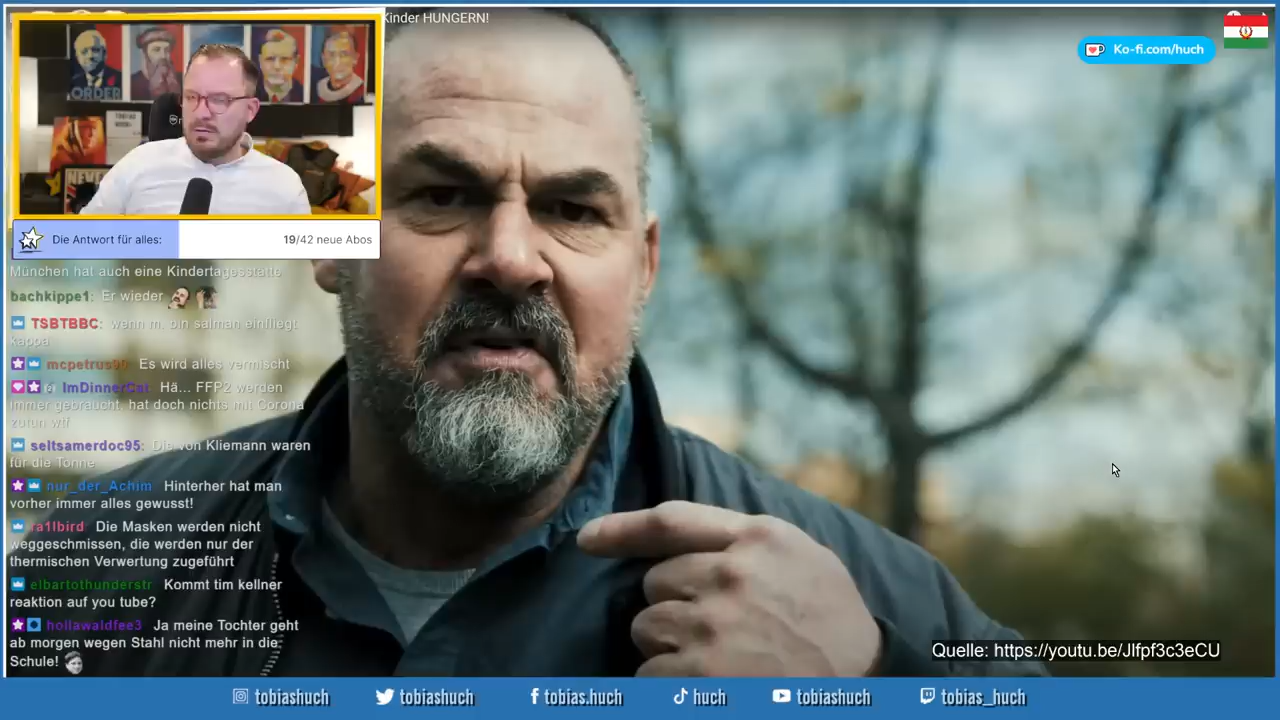 Kinder HUNGERN!
Ko-fi.com/huch
ORDER
NEVER
Die Antwort für alles:
19/42 neue Abos
München hat auch eine Kindertagesstätte
bachkippe1: Er wieder
TSBTBBC: wenn m. bin salman einfliegt
kappa
mcpetrus90 Es wird alles vermischt
ImDinnerCat Hä... FFP2 werden
immer gebraucht, hat doch nichts mit Corona
zutun wtf
seltsamerdoc95: Die von Kliemann waren
für die Tonne
nur_der_Achim Hinterher hat man
vorher immer alles gewusst!
ra1lbird: Die Masken werden nicht
weggeschmissen, die werden nur der
thermischen Verwertung zugeführt
elbartothunderstr Kommt tim kellner
reaktion auf you tube?
hollawaldfee3 Ja meine Tochter geht
ab morgen wegen Stahl nicht mehr in die
Schule!
Quelle: https://youtu.be/Jlfpf3c3eCU
tobiashuch
tobiashuch
tobias.huch
huch
tobiashuch
tobias_huch